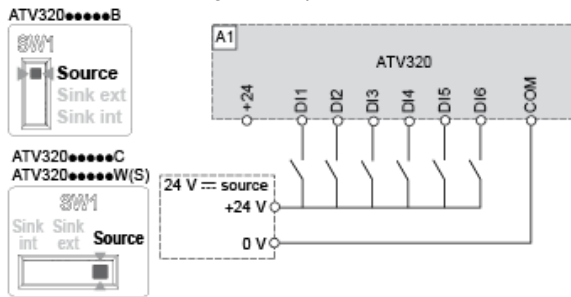 ATV320●●●●●B
SW1
Source
Sink ext
Sink int
ATV320●●●●●C
ATV320●●●●●W(S)
SW1
Sink int
Sink ext
Source
A1
ATV320
+24
DI1
DI2
DI3
DI4
DI5
DI6
COM
24 V ⎓ source
+24 V
0 V